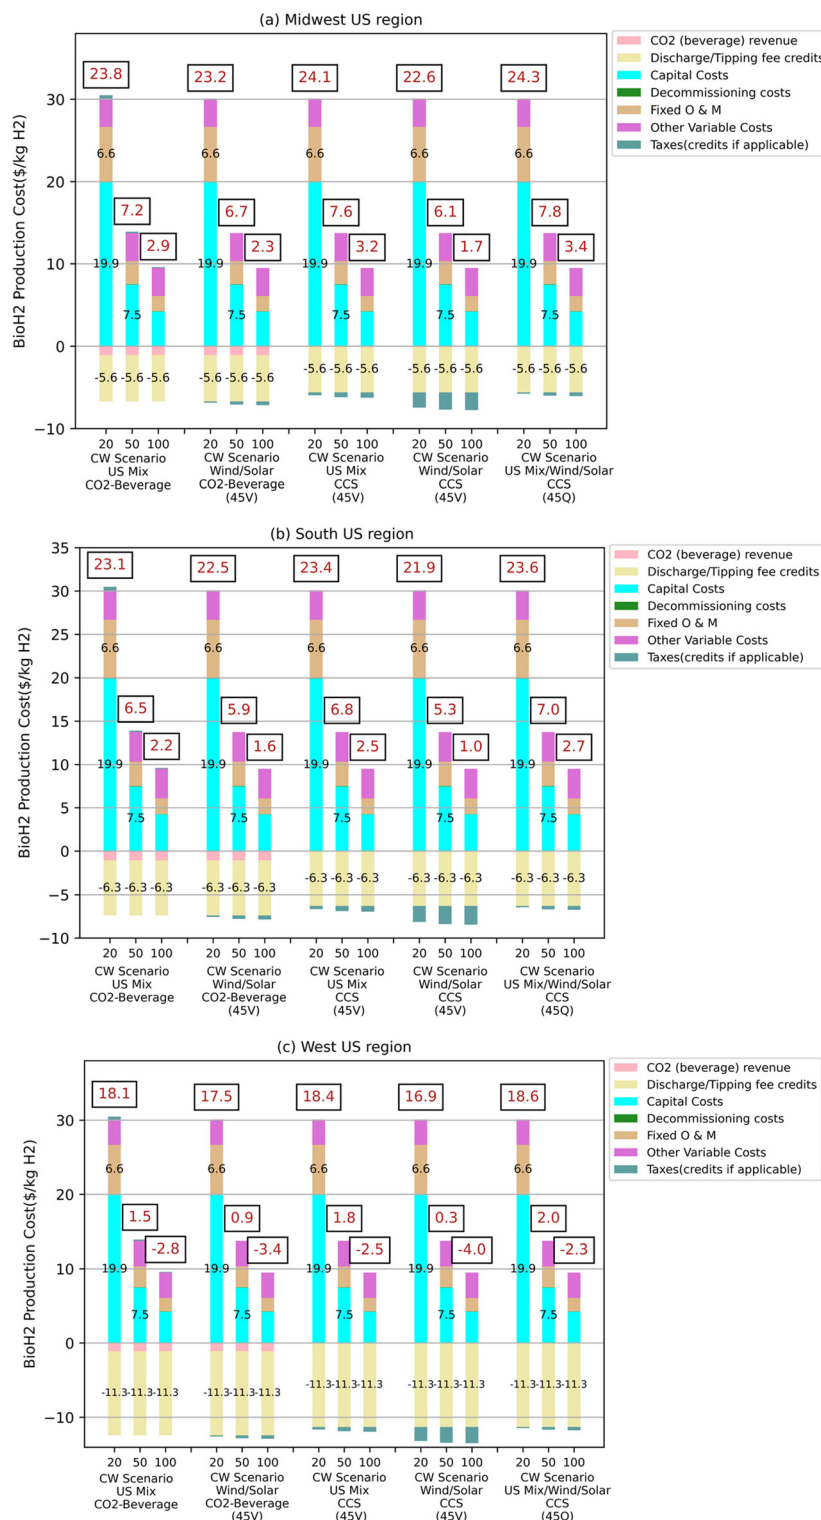 (a) Midwest US region
BioH2 Production Cost($/kg H2)
30
20
10
0
−10
23.8
7.2
2.9
23.2
6.7
2.3
24.1
7.6
3.2
22.6
6.1
1.7
24.3
7.8
3.4
6.6
6.6
6.6
6.6
6.6
19.9
19.9
19.9
19.9
19.9
7.5
7.5
7.5
7.5
7.5
-5.6 -5.6 -5.6
-5.6 -5.6 -5.6
-5.6 -5.6 -5.6
-5.6 -5.6 -5.6
-5.6 -5.6 -5.6
20 50 100
CW Scenario
US Mix
CO2-Beverage
20 50 100
CW Scenario
Wind/Solar
CO2-Beverage
(45V)
20 50 100
CW Scenario
US Mix
CCS
(45V)
20 50 100
CW Scenario
Wind/Solar
CCS
(45V)
20 50 100
CW Scenario
US Mix/Wind/Solar
CCS
(45Q)
CO2 (beverage) revenue
Discharge/Tipping fee credits
Capital Costs
Decommissioning costs
Fixed O & M
Other Variable Costs
Taxes(credits if applicable)
(b) South US region
BioH2 Production Cost($/kg H2)
35
30
25
20
15
10
5
0
−5
−10
23.1
6.5
2.2
22.5
5.9
1.6
23.4
6.8
2.5
21.9
5.3
1.0
23.6
7.0
2.7
6.6
6.6
6.6
6.6
6.6
19.9
19.9
19.9
19.9
19.9
7.5
7.5
7.5
7.5
7.5
-6.3 -6.3 -6.3
-6.3 -6.3 -6.3
-6.3 -6.3 -6.3
-6.3 -6.3 -6.3
-6.3 -6.3 -6.3
20 50 100
CW Scenario
US Mix
CO2-Beverage
20 50 100
CW Scenario
Wind/Solar
CO2-Beverage
(45V)
20 50 100
CW Scenario
US Mix
CCS
(45V)
20 50 100
CW Scenario
Wind/Solar
CCS
(45V)
20 50 100
CW Scenario
US Mix/Wind/Solar
CCS
(45Q)
CO2 (beverage) revenue
Discharge/Tipping fee credits
Capital Costs
Decommissioning costs
Fixed O & M
Other Variable Costs
Taxes(credits if applicable)
(c) West US region
BioH2 Production Cost($/kg H2)
30
20
10
0
−10
18.1
1.5
-2.8
17.5
0.9
-3.4
18.4
1.8
-2.5
16.9
0.3
-4.0
18.6
2.0
-2.3
6.6
6.6
6.6
6.6
6.6
19.9
19.9
19.9
19.9
19.9
7.5
7.5
7.5
7.5
7.5
-11.3-11.3-11.3
-11.3-11.3-11.3
-11.3-11.3-11.3
-11.3-11.3-11.3
-11.3-11.3-11.3
20 50 100
CW Scenario
US Mix
CO2-Beverage
20 50 100
CW Scenario
Wind/Solar
CO2-Beverage
(45V)
20 50 100
CW Scenario
US Mix
CCS
(45V)
20 50 100
CW Scenario
Wind/Solar
CCS
(45V)
20 50 100
CW Scenario
US Mix/Wind/Solar
CCS
(45Q)
CO2 (beverage) revenue
Discharge/Tipping fee credits
Capital Costs
Decommissioning costs
Fixed O & M
Other Variable Costs
Taxes(credits if applicable)